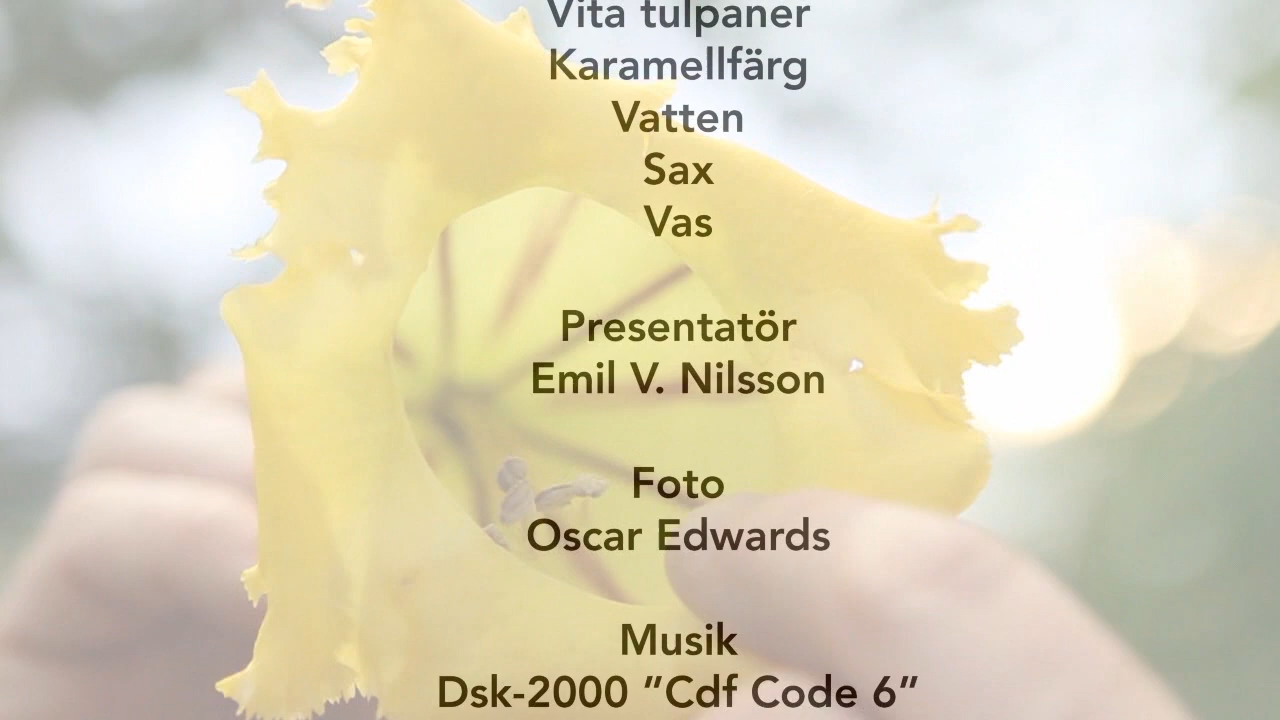 Vita tulpaner
Karamellfärg
Vatten
Sax
Vas
Presentatör
Emil V. Nilsson
Foto
Oscar Edwards
Musik
Dsk-2000 ”Cdf Code 6”